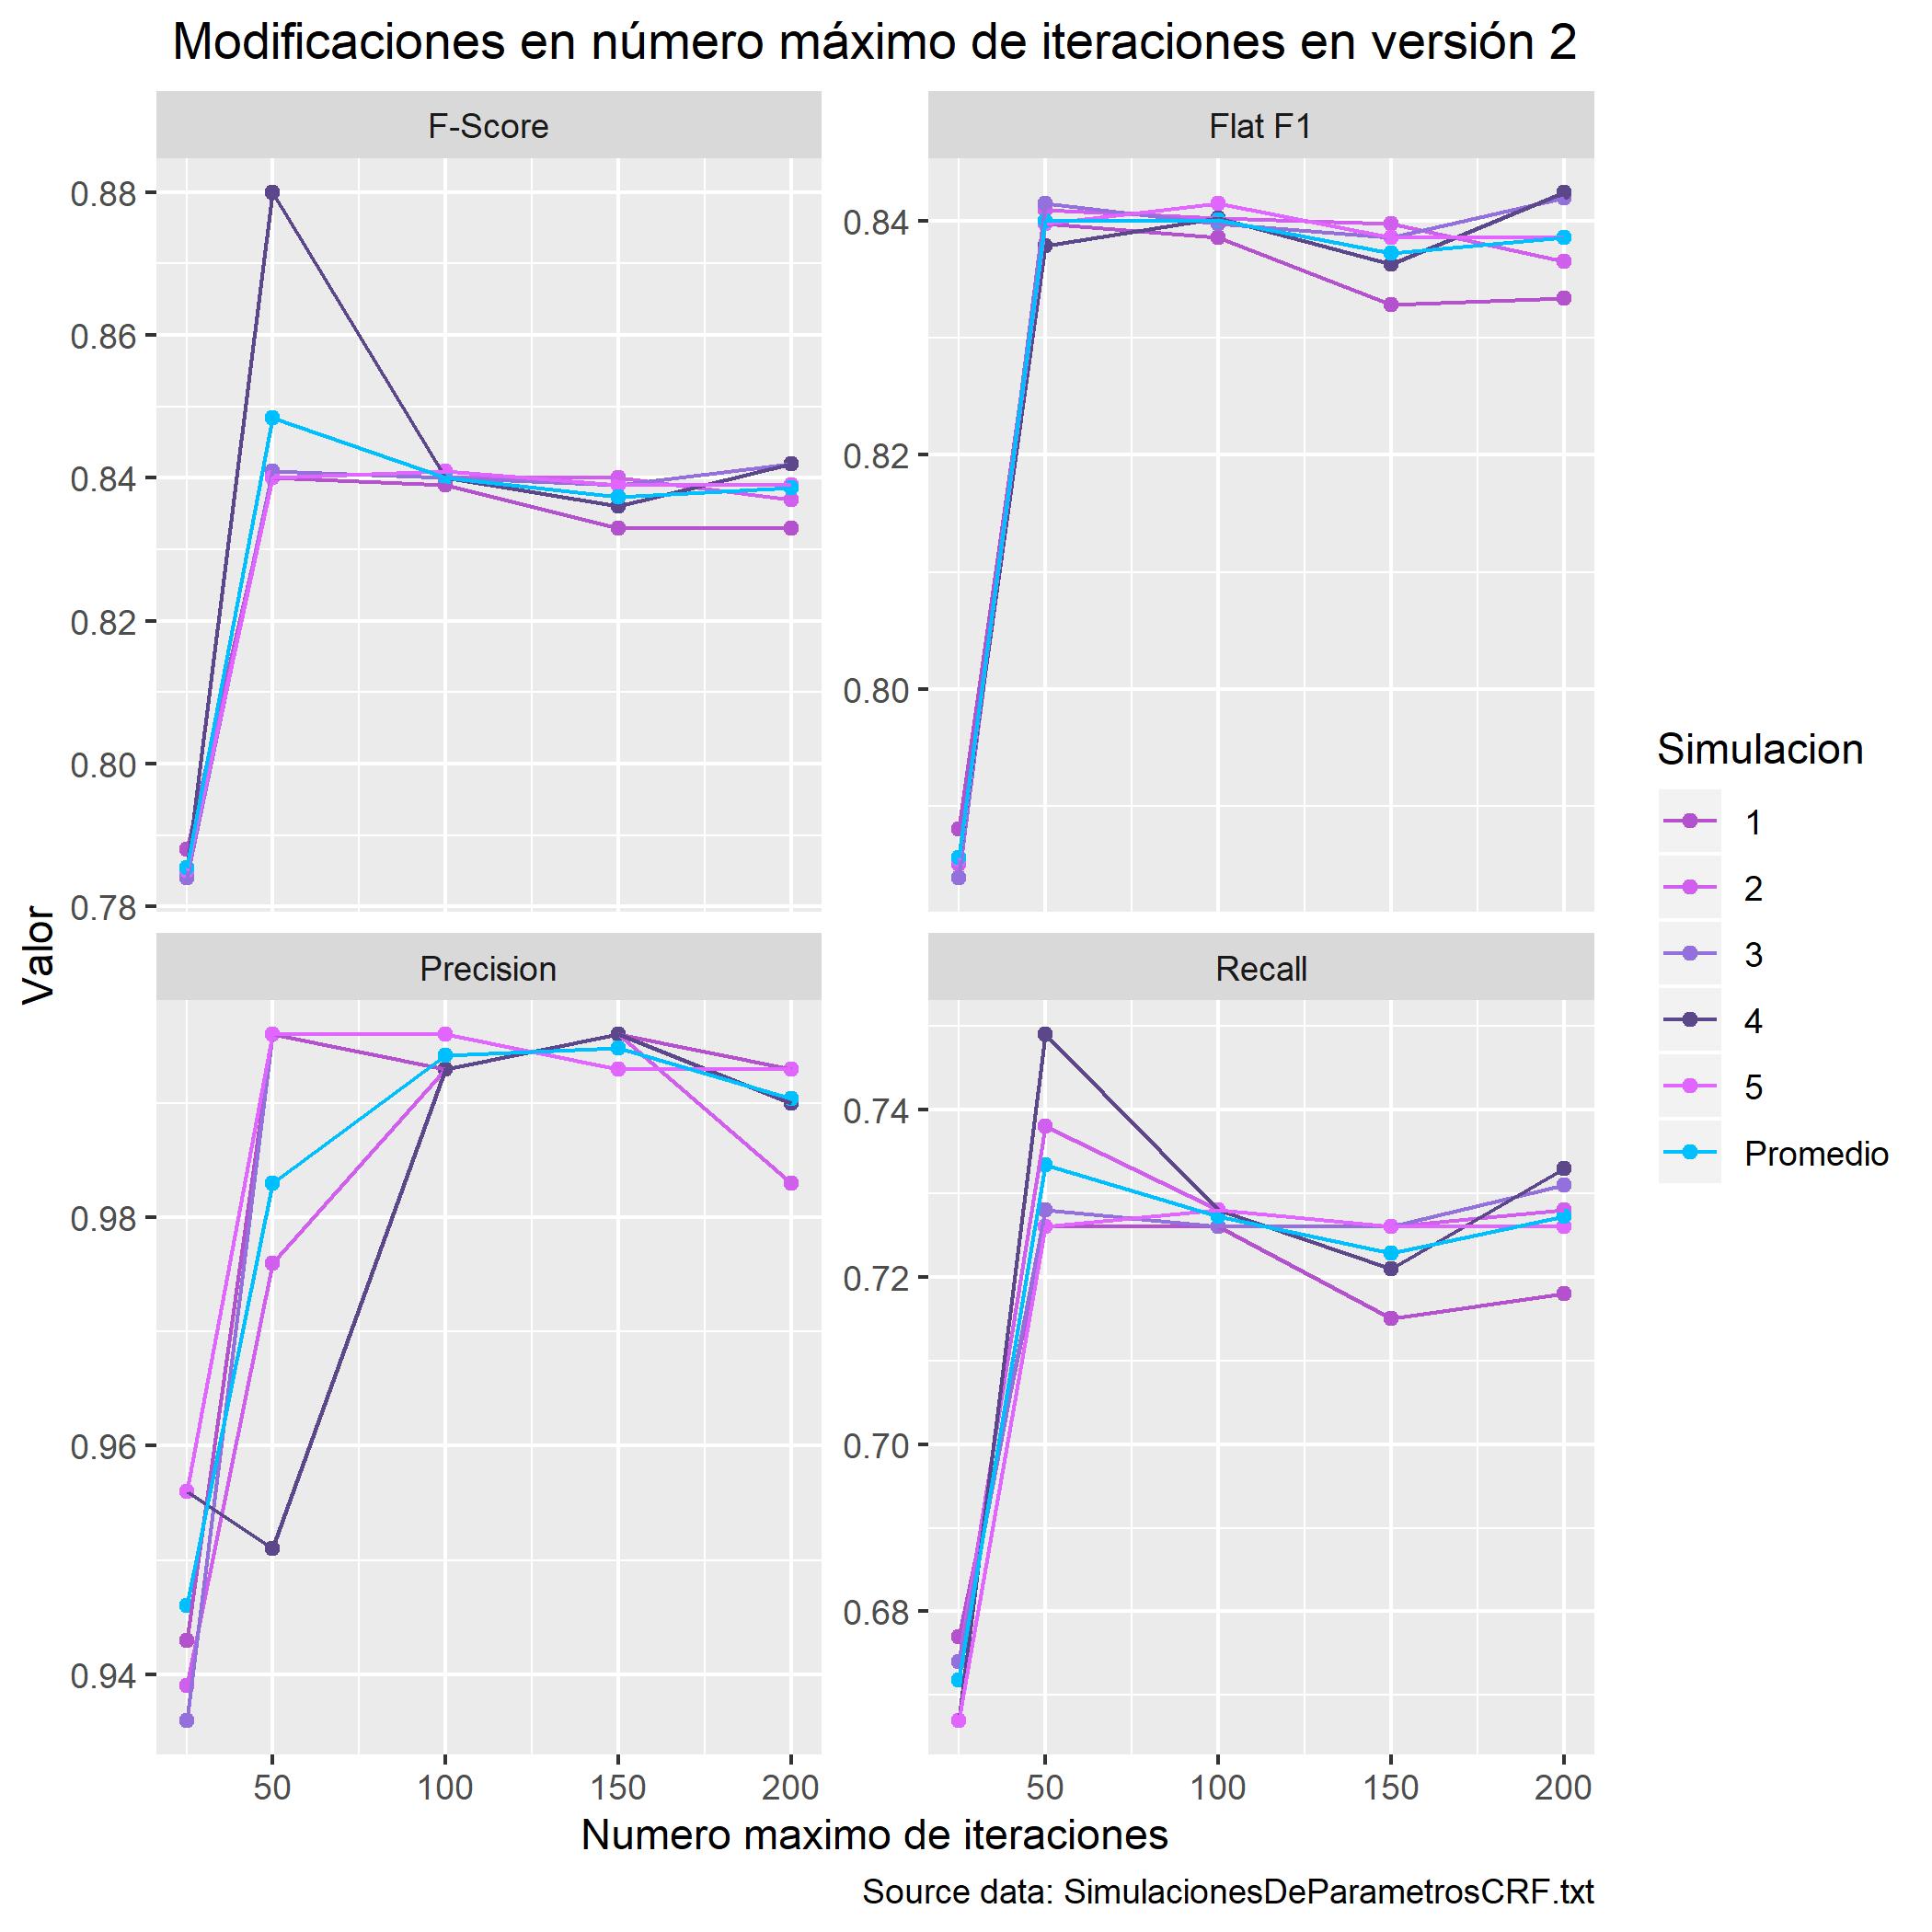 Modificaciones en número máximo de iteraciones en versión 2
F-Score
Flat F1
0.88
0.86
0.84
0.82
0.80
0.78
0.84
0.82
0.80
Precision
Recall
0.98
0.96
0.94
0.74
0.72
0.70
0.68
50 100 150 200
50 100 150 200
Valor
Numero maximo de iteraciones
Source data: SimulacionesDeParametrosCRF.txt
Simulacion
1
2
3
4
5
Promedio